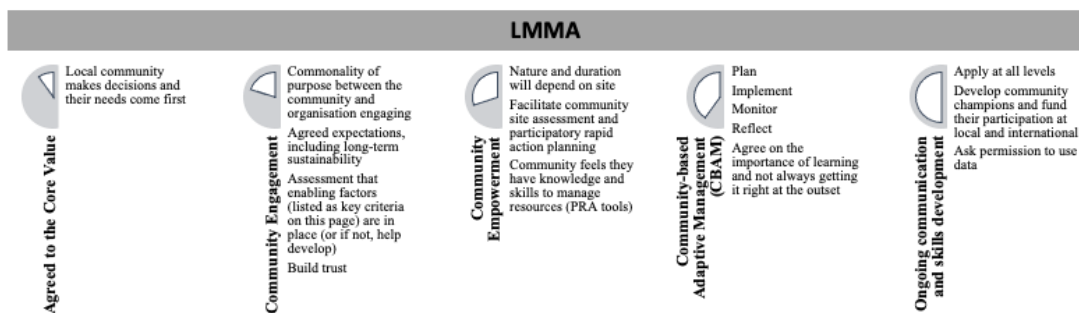 LMMA
Agreed to the Core Value
Local community
makes decisions and
their needs come first
Community Engagement
Commonality of
purpose between the
community and
organisation engaging
Agreed expectations,
including long-term
sustainability
Assessment that
enabling factors
(listed as key criteria
on this page) are in
place (or if not, help
develop)
Build trust
Community
Empowerment
Nature and duration
will depend on site
Facilitate community
site assessment and
participatory rapid
action planning
Community feels they
have knowledge and
skills to manage
resources (PRA tools)
Community-based
Adaptive Management
(CBAM)
Plan
Implement
Monitor
Reflect
Agree on the
importance of learning
and not always getting
it right at the outset
Ongoing communication
and skills development
Apply at all levels
Develop community
champions and fund
their participation at
local and international
Ask permission to use
data